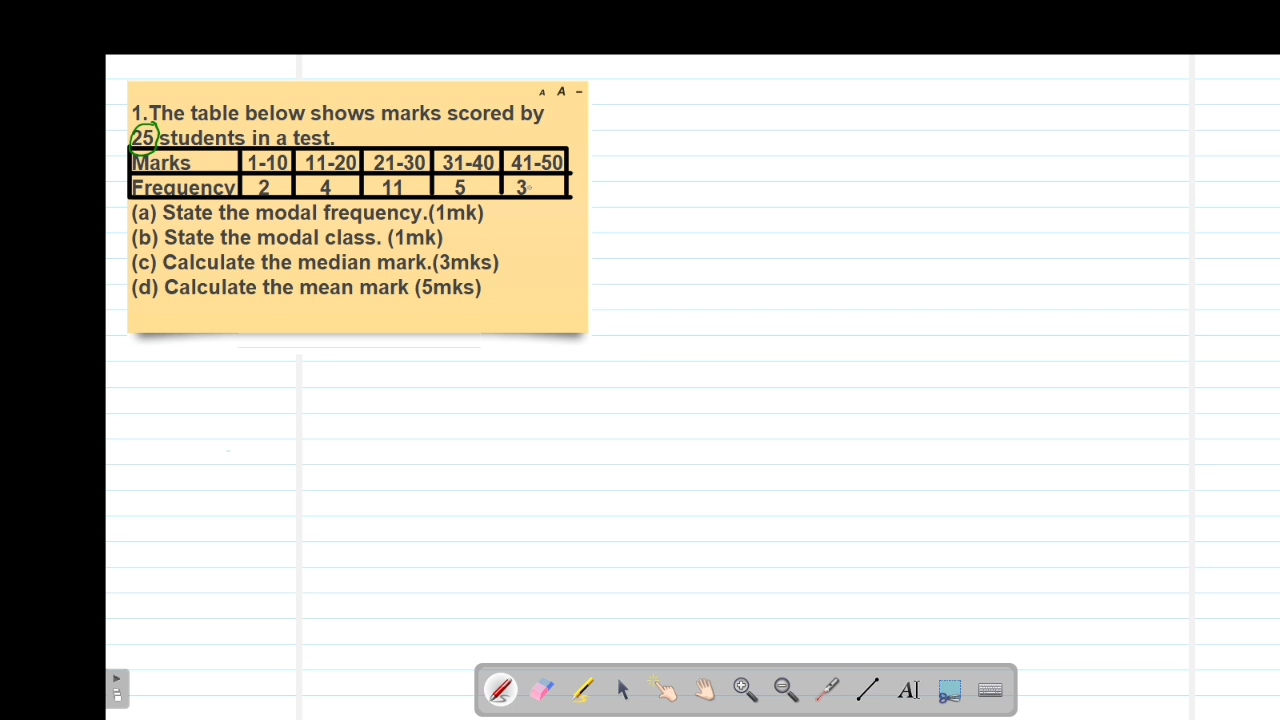 A A –
1.The table below shows marks scored by
25 students in a test.
Marks 1-10 11-20 21-30 31-40 41-50
Frequency 2 4 11 5 3
(a) State the modal frequency.(1mk)
(b) State the modal class. (1mk)
(c) Calculate the median mark.(3mks)
(d) Calculate the mean mark (5mks)
AI